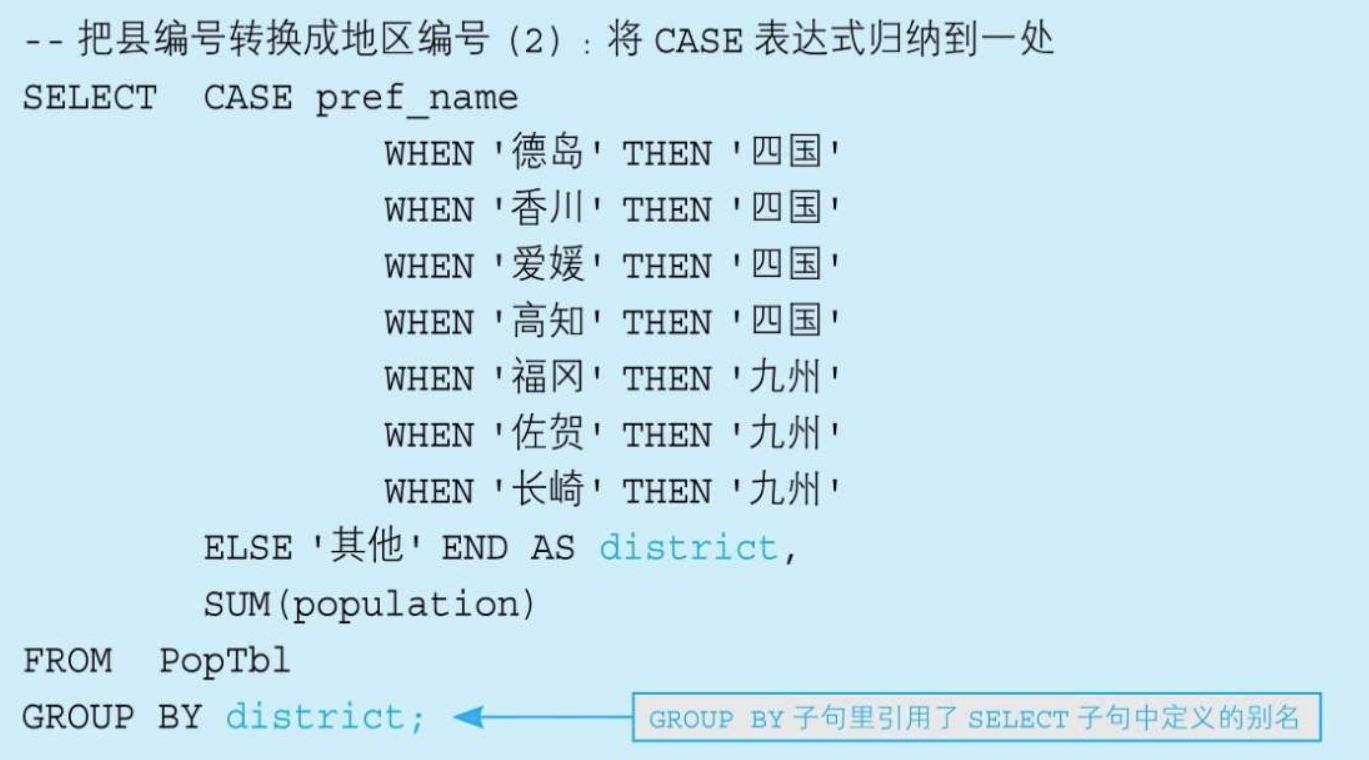 -- 把县编号转换成地区编号 (2) : 将 CASE 表达式归纳到一处
SELECT  CASE pref_name
                WHEN '德岛' THEN '四国'
                WHEN '香川' THEN '四国'
                WHEN '爱媛' THEN '四国'
                WHEN '高知' THEN '四国'
                WHEN '福冈' THEN '九州'
                WHEN '佐贺' THEN '九州'
                WHEN '长崎' THEN '九州'
        ELSE '其他' END AS district,
        SUM(population)
FROM  PopTbl
GROUP BY district;
GROUP BY 子句里引用了 SELECT 子句中定义的别名